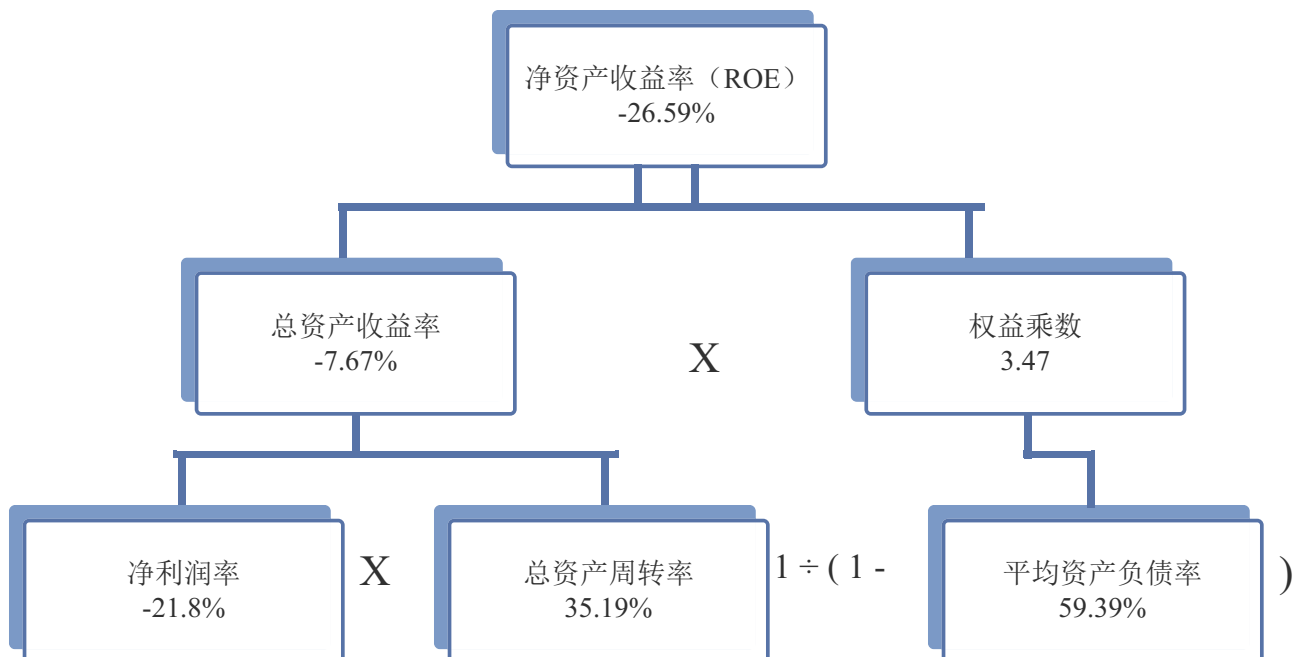 净资产收益率（ROE）
-26.59%
总资产收益率
-7.67%
X
权益乘数
3.47
净利润率
-21.8%
X
总资产周转率
35.19%
1 ÷ ( 1 -
平均资产负债率
59.39%
)